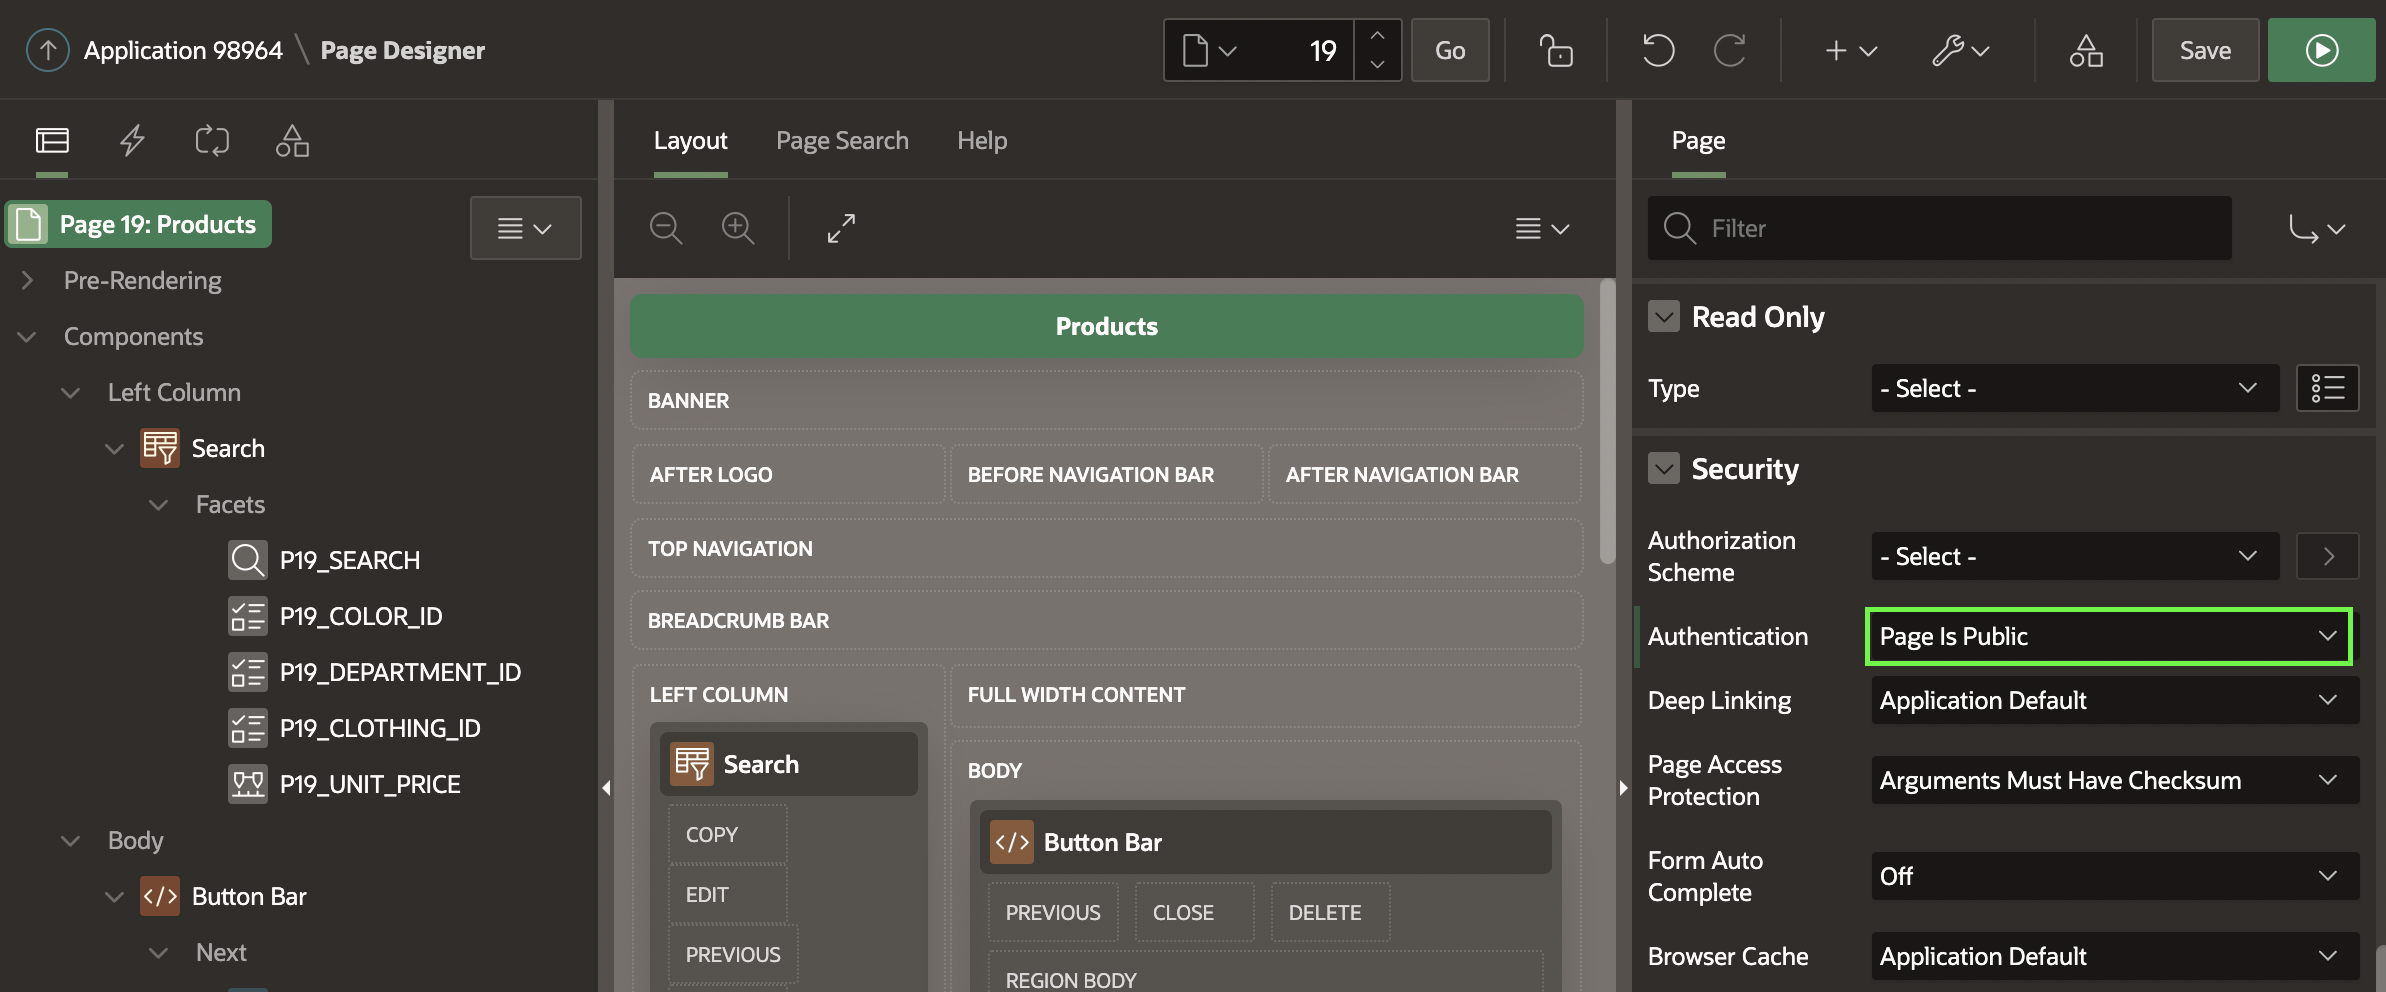 Application 98964 \ Page Designer
19
Go
Save
Page 19: Products
Pre-Rendering
Components
Left Column
Search
Facets
P19_SEARCH
P19_COLOR_ID
P19_DEPARTMENT_ID
P19_CLOTHING_ID
P19_UNIT_PRICE
Body
Button Bar
Next
Layout
Page Search
Help
Products
BANNER
AFTER LOGO
BEFORE NAVIGATION BAR
AFTER NAVIGATION BAR
TOP NAVIGATION
BREADCRUMB BAR
LEFT COLUMN
Search
COPY
EDIT
PREVIOUS
FULL WIDTH CONTENT
BODY
Button Bar
PREVIOUS
CLOSE
DELETE
REGION BODY
Page
Filter
Read Only
Type
- Select -
Security
Authorization
Scheme
- Select -
Authentication
Page Is Public
Deep Linking
Application Default
Page Access
Protection
Arguments Must Have Checksum
Form Auto
Complete
Off
Browser Cache
Application Default